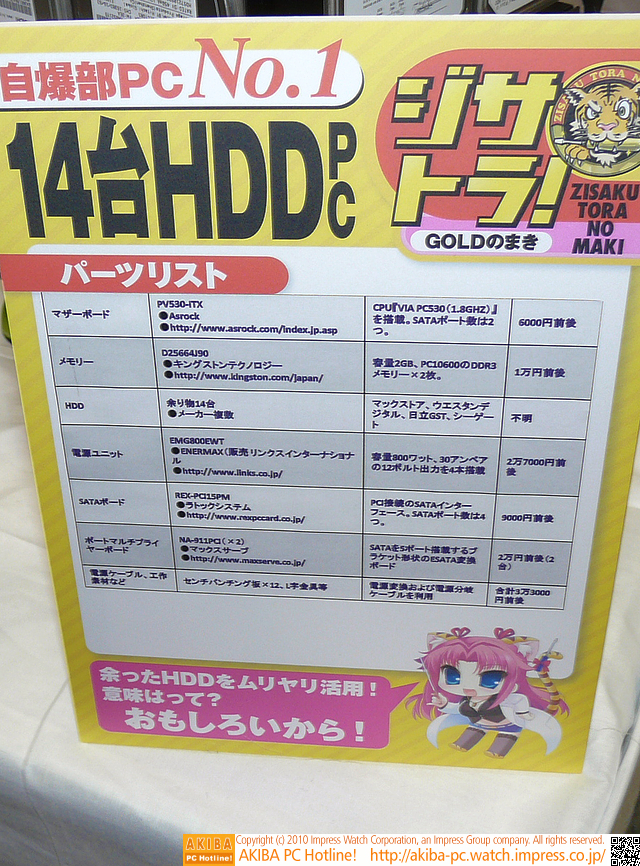 自爆部PC No.1
14台HDDPC
ジサトラ!
ZISAKU TORA
ZISAKU
TORA
NO
MAKI
GOLDのまき
パーツリスト
マザーボード
PV530-ITX
●Asrock
●http://www.asrock.com/index.jp.asp
CPU『VIA PC530（1.8GHZ）』
を搭載。SATAポート数は2
つ。
6000円前後
メモリー
D25664J90
●キングストンテクノロジー
●http://www.kingston.com/japan/
容量2GB、PC10600のDDR3
メモリー×2枚。
1万円前後
HDD
余り物14台
●メーカー複数
マックストア、ウエスタンデ
ジタル、日立GST、シーゲー
ト
不明
電源ユニット
EMG800EWT
●ENERMAX（販売 リンクスインターナショナ
ル
●http://www.links.co.jp/
容量800ワット、30アンペア
の12ボルト出力を4本搭載
2万7000円前
後
SATAボード
REX-PCI15PM
●ラトックシステム
●http://www.rexpccard.co.jp/
PCI接続のSATAインター
フェース。SATAポート数は4
つ。
9000円前後
ポートマルチプライ
ヤーボード
NA-911PCI（×2）
●マックスサーブ
●http://www.maxserve.co.jp/
SATAを5ポート搭載するブ
ラケット形状のESATA変換
ボード
2万円前後（2
台）
電源ケーブル、工作
素材など
センチパンチング板×12、L字金具等
電源変換および電源分岐
ケーブルを利用
合計3万3000
円前後
余ったHDDをムリヤリ活用！
意味はって？
おもしろいから！
AKIBA
PC Hotline!
Copyright (c) 2010 Impress Watch Corporation, an Impress Group company. All rights reserved.
AKIBA PC Hotline! http://akiba-pc.watch.impress.co.jp/